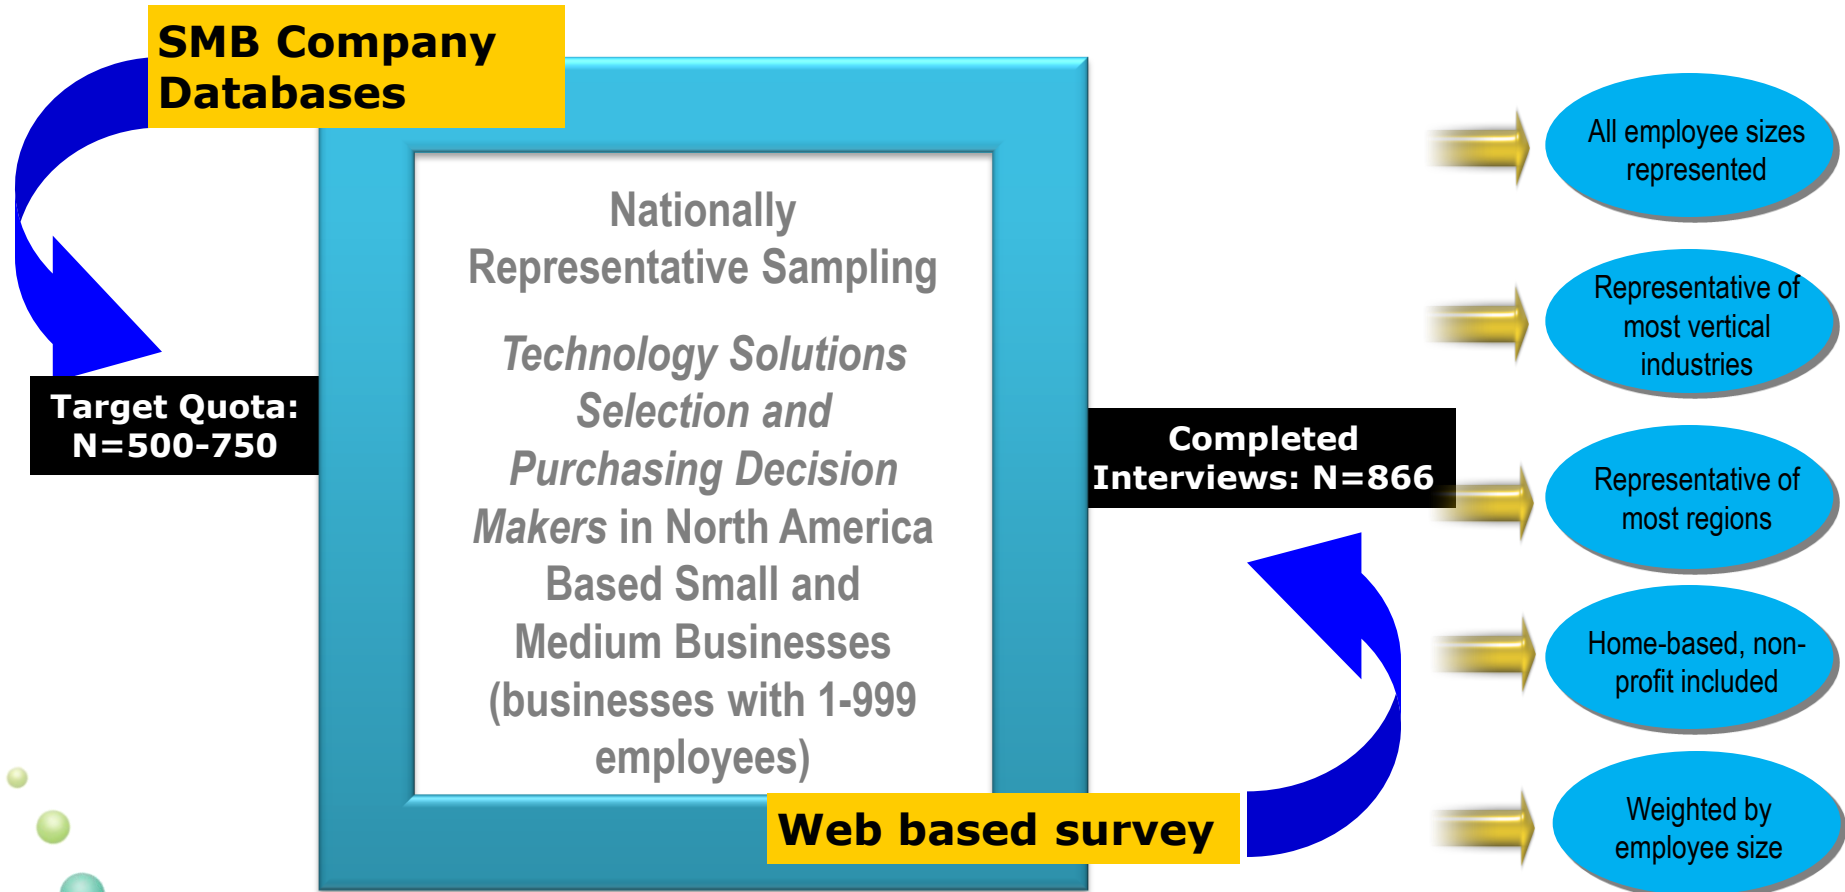 SMB Company
Databases
Target Quota:
N=500-750
Nationally
Representative Sampling
Technology Solutions
Selection and
Purchasing Decision
Makers in North America
Based Small and
Medium Businesses
(businesses with 1-999
employees)
Web based survey
Completed
Interviews: N=866
All employee sizes
represented
Representative of
most vertical
industries
Representative of
most regions
Home-based, non-
profit included
Weighted by
employee size